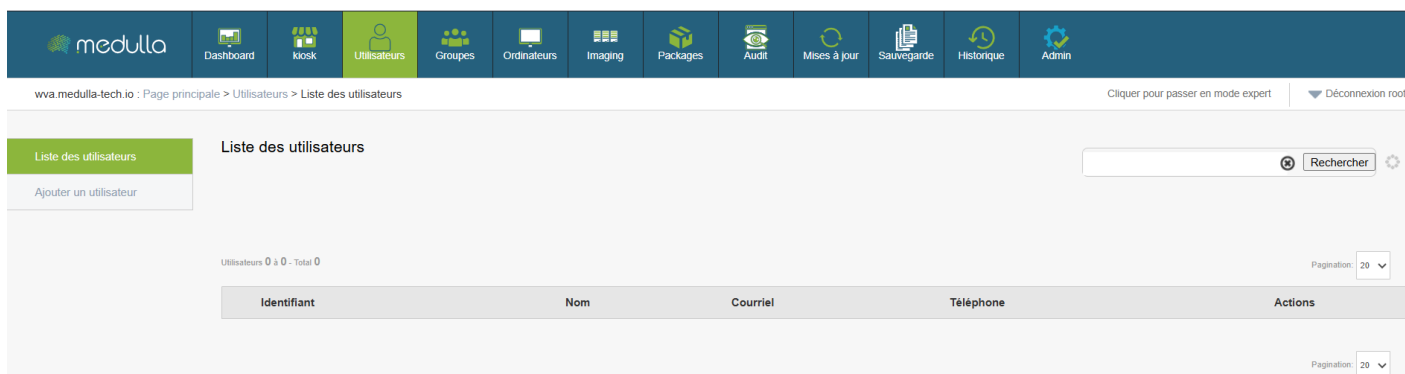 medulla
Dashboard kiosk Utilisateurs Groupes Ordinateurs Imaging Packages Audit Mises à jour Sauvegarde Historique Admin
wva.medulla-tech.io : Page principale > Utilisateurs > Liste des utilisateurs Cliquer pour passer en mode expert Déconnexion root
Liste des utilisateurs
Ajouter un utilisateur
Liste des utilisateurs
Rechercher
Utilisateurs 0 à 0 - Total 0 Pagination: 20
Identifiant Nom Courriel Téléphone Actions
Pagination: 20